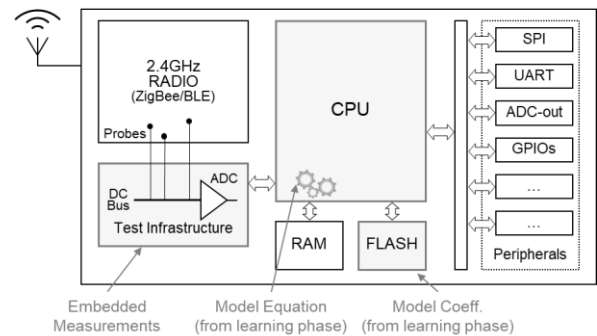 2.4GHz
RADIO
(ZigBee/BLE)
Probes
DC
Bus
ADC
Test Infrastructure
CPU
RAM
FLASH
SPI
UART
ADC-out
GPIOs
...
...
Peripherals
Embedded
Measurements
Model Equation
(from learning phase)
Model Coeff.
(from learning phase)